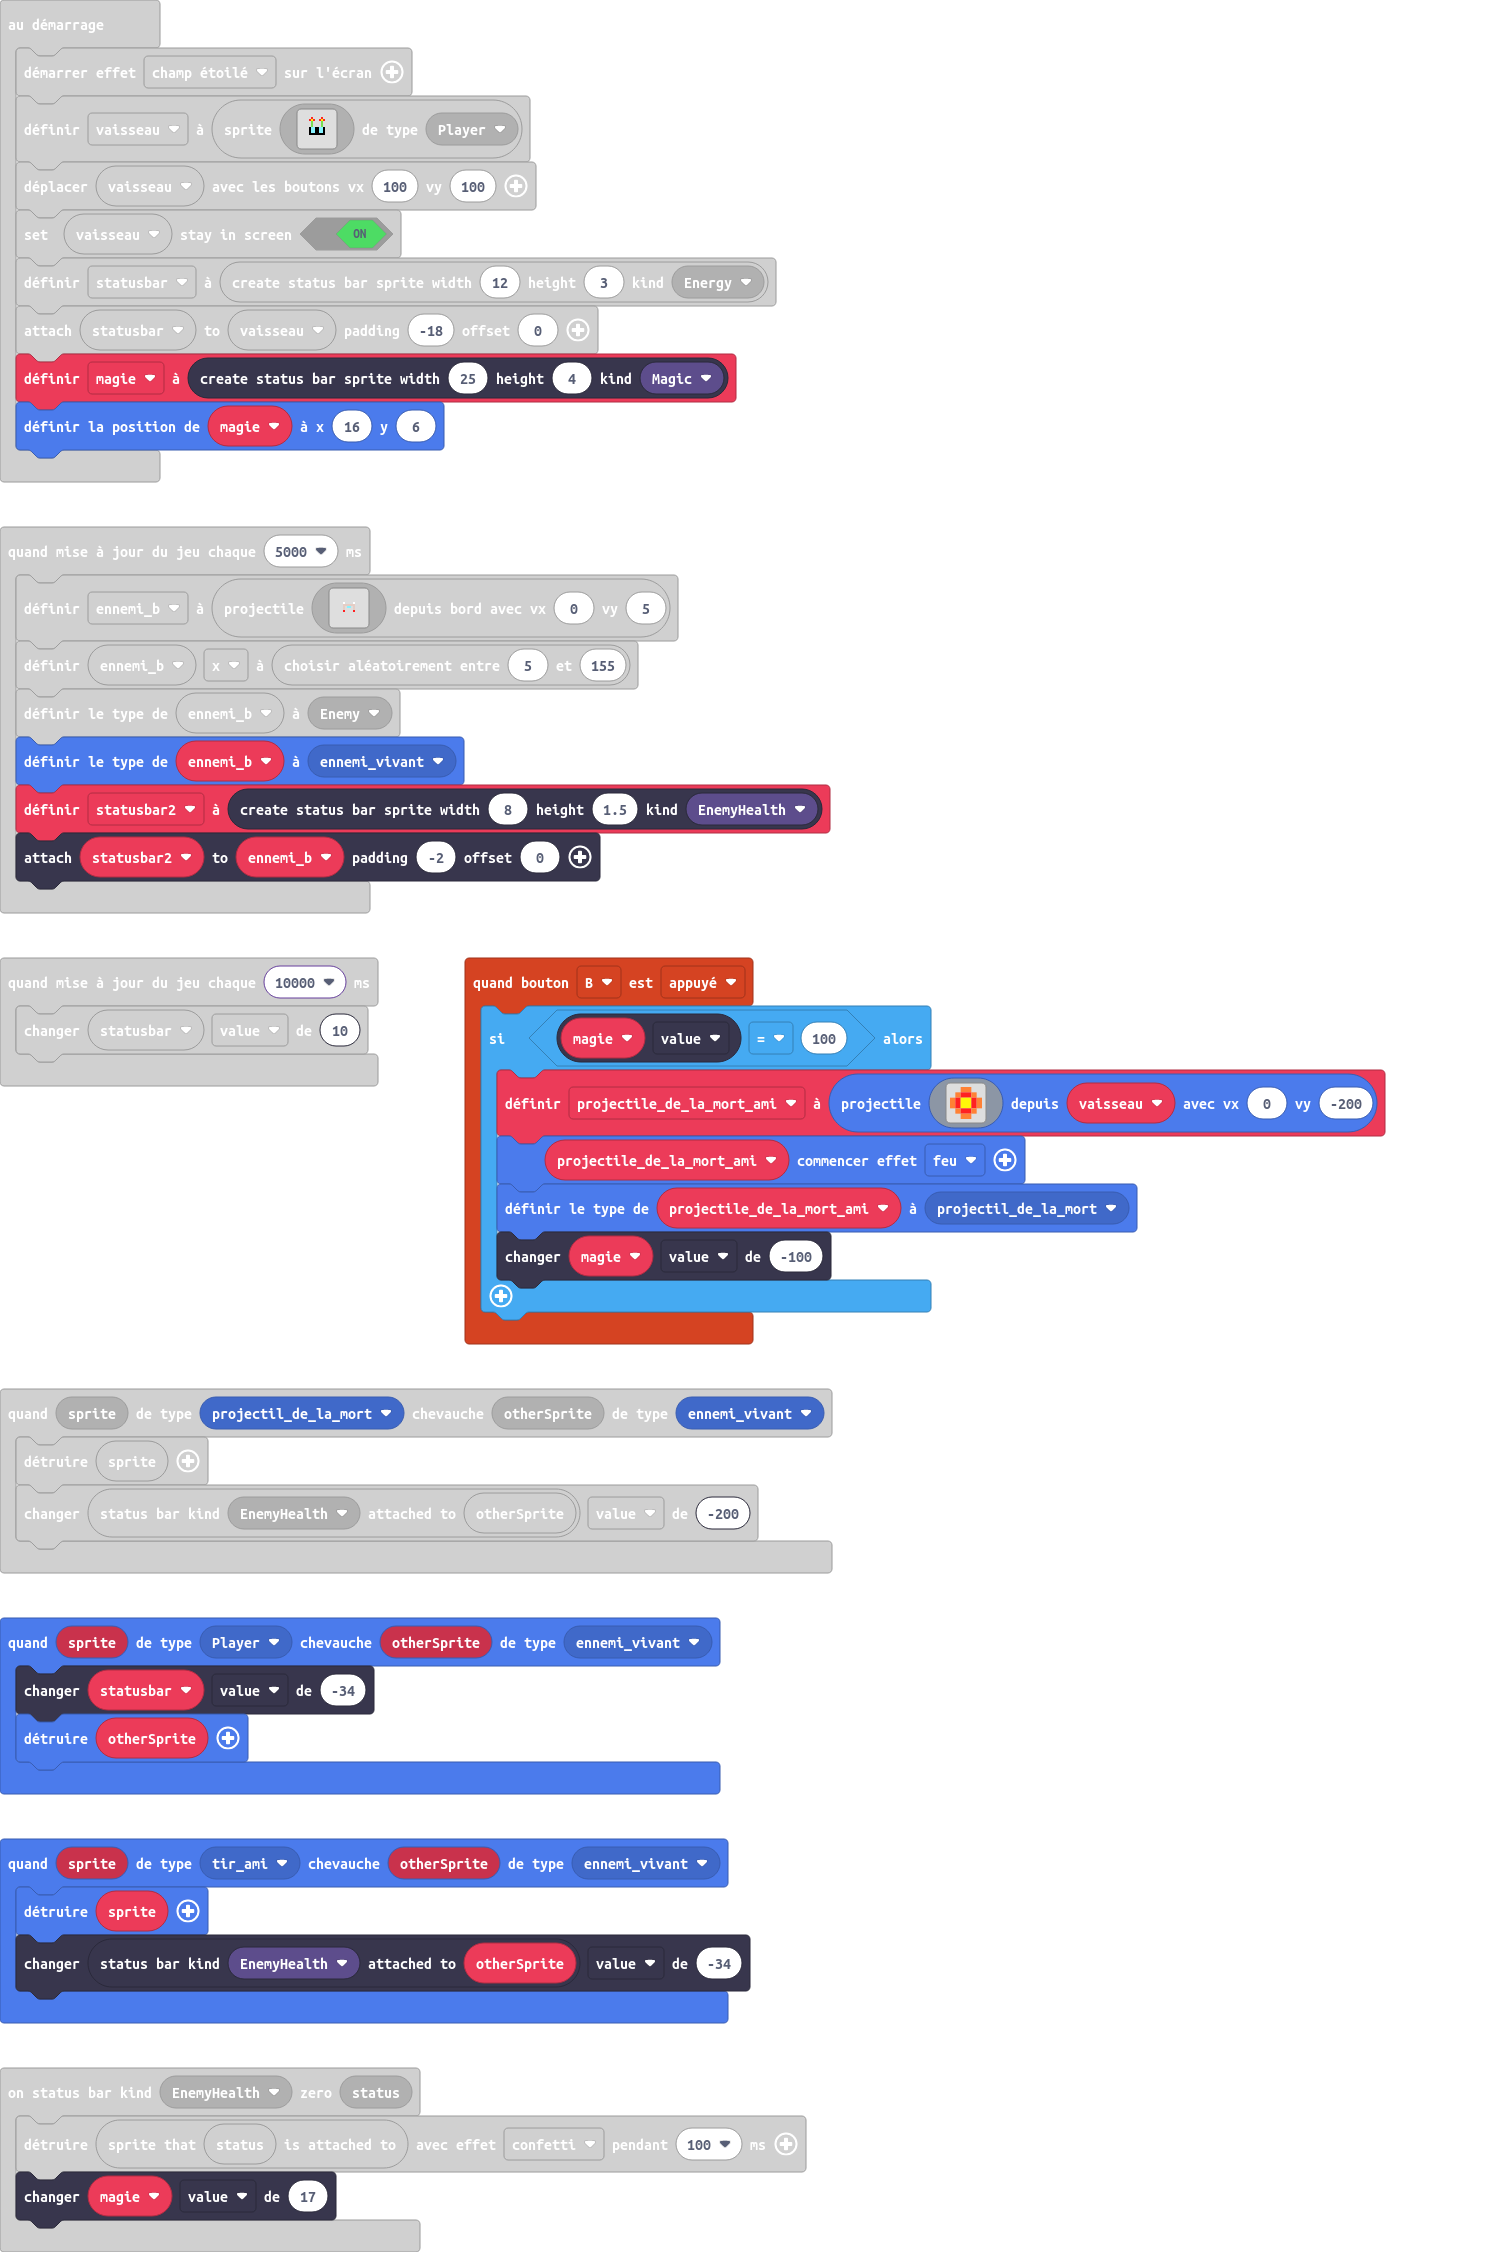 au démarrage
démarrer effet champ étoilé sur l'écran
définir vaisseau à sprite de type Player
déplacer vaisseau avec les boutons vx 100 vy 100
set vaisseau stay in screen ON
définir statusbar à create status bar sprite width 12 height 3 kind Energy
attach statusbar to vaisseau padding -18 offset 0
définir magie à create status bar sprite width 25 height 4 kind Magic
définir la position de magie à x 16 y 6
quand mise à jour du jeu chaque 5000 ms
définir ennemi_b à projectile depuis bord avec vx 0 vy 5
définir ennemi_b x à choisir aléatoirement entre 5 et 155
définir le type de ennemi_b à Enemy
définir le type de ennemi_b à ennemi_vivant
définir statusbar2 à create status bar sprite width 8 height 1.5 kind EnemyHealth
attach statusbar2 to ennemi_b padding -2 offset 0
quand mise à jour du jeu chaque 10000 ms
changer statusbar value de 10
quand bouton B est appuyé
si magie value = 100 alors
définir projectile_de_la_mort_ami à projectile depuis vaisseau avec vx 0 vy -200
projectile_de_la_mort_ami commencer effet feu
définir le type de projectile_de_la_mort_ami à projectil_de_la_mort
changer magie value de -100
quand sprite de type projectil_de_la_mort chevauche otherSprite de type ennemi_vivant
détruire sprite
changer status bar kind EnemyHealth attached to otherSprite value de -200
quand sprite de type Player chevauche otherSprite de type ennemi_vivant
changer statusbar value de -34
détruire otherSprite
quand sprite de type tir_ami chevauche otherSprite de type ennemi_vivant
détruire sprite
changer status bar kind EnemyHealth attached to otherSprite value de -34
on status bar kind EnemyHealth zero status
détruire sprite that status is attached to avec effet confetti pendant 100 ms
changer magie value de 17